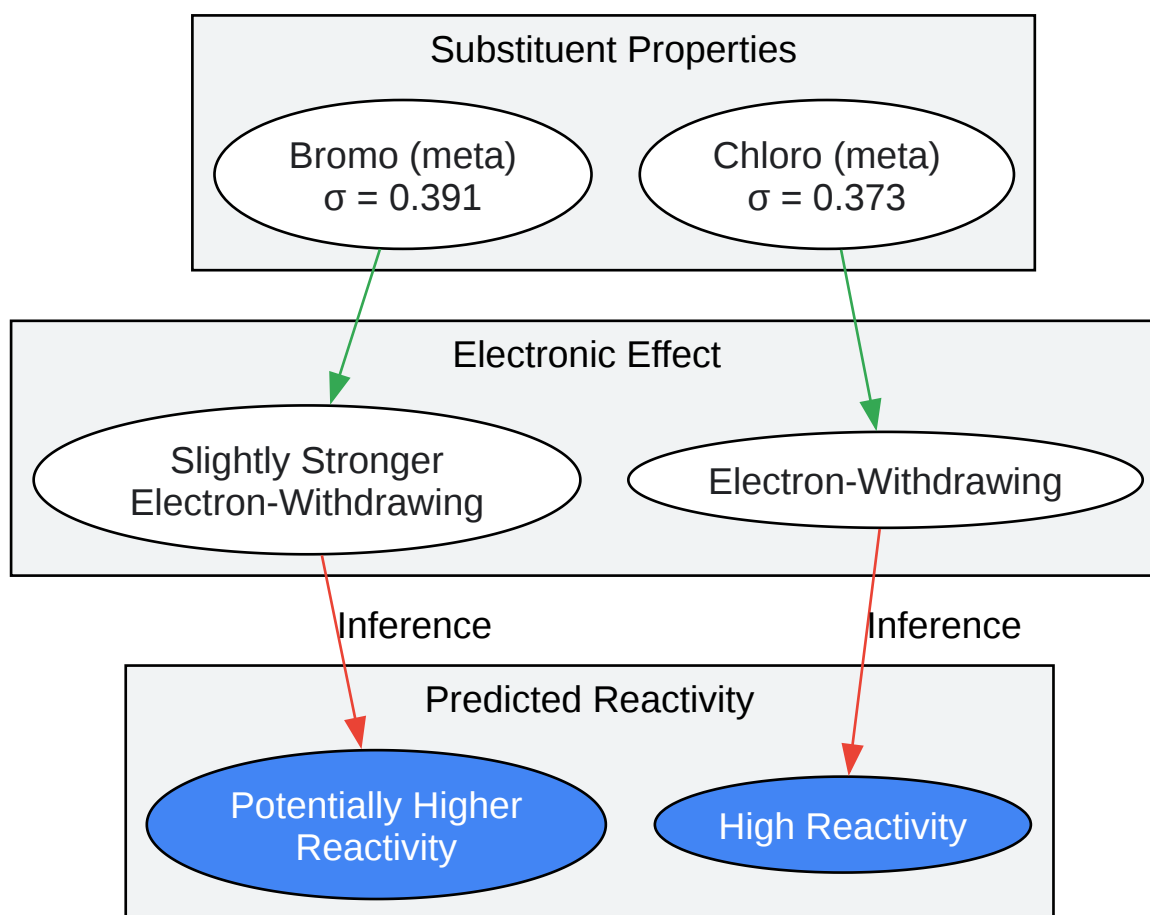 Substituent Properties
Bromo (meta)
σ = 0.391
Chloro (meta)
σ = 0.373
Electronic Effect
Slightly Stronger
Electron-Withdrawing
Electron-Withdrawing
Inference
Inference
Predicted Reactivity
Potentially Higher
Reactivity
High Reactivity